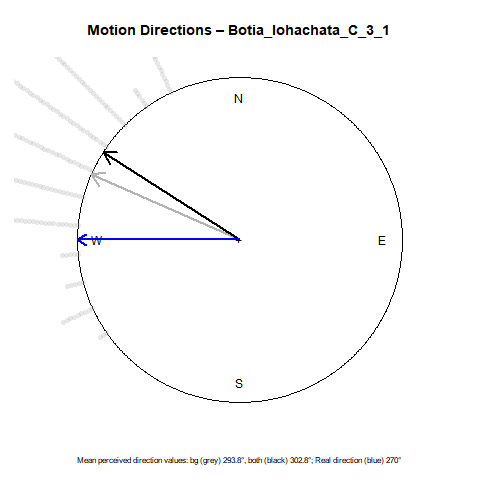 Motion Directions – Botia_lohachata_C_3_1
N
W
E
S
Mean perceived direction values: bg (grey) 293.8°, both (black) 302.8°; Real direction (blue) 270°